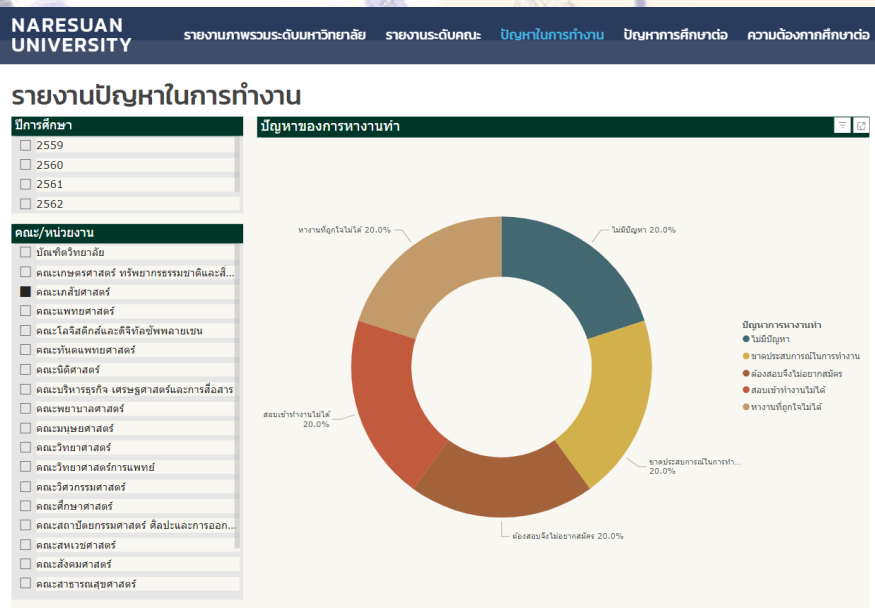 NARESUAN
UNIVERSITY
รายงานภาพรวมระดับมหาวิทยาลัย รายงานระดับคณะ ปัญหาในการทำงาน ปัญหาการศึกษาต่อ ความต้องกาศึกษาต่อ
รายงานปัญหาในการทำงาน
ปีการศึกษา
2559
2560
2561
2562
คณะ/หน่วยงาน
บัณฑิตวิทยาลัย
คณะเกษตรศาสตร์ ทรัพยากรธรรมชาติและสิ่...
คณะเภสัชศาสตร์
คณะแพทยศาสตร์
คณะโลจิสติกส์และดิจิทัลซัพพลายเชน
คณะทันตแพทยศาสตร์
คณะนิติศาสตร์
คณะบริหารธุรกิจ เศรษฐศาสตร์และการสื่อสาร
คณะพยาบาลศาสตร์
คณะมนุษยศาสตร์
คณะวิทยาศาสตร์
คณะวิทยาศาสตร์การแพทย์
คณะวิศวกรรมศาสตร์
คณะศึกษาศาสตร์
คณะสถาปัตยกรรมศาสตร์ ศิลปะและการออก...
คณะสหเวชศาสตร์
คณะสังคมศาสตร์
คณะสาธารณสุขศาสตร์
ปัญหาของการหางานทำ
หางานที่ถูกใจไม่ได้ 20.0%
ไม่มีปัญหา 20.0%
สอบเข้าทำงานไม่ได้
20.0%
ขาดประสบการณ์ในการทำ...
20.0%
ต้องสอบจึงไม่อยากสมัคร 20.0%
ปัญหาการหางานทำ
ไม่มีปัญหา
ขาดประสบการณ์ในการทำงาน
ต้องสอบจึงไม่อยากสมัคร
สอบเข้าทำงานไม่ได้
หางานที่ถูกใจไม่ได้